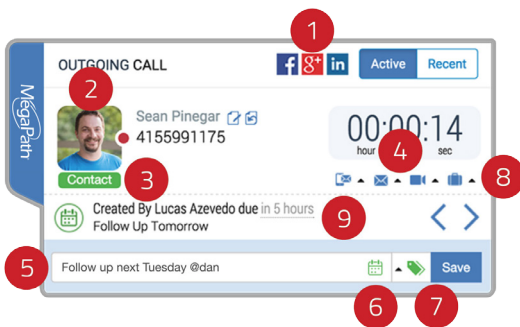 1
OUTGOING CALL
f g+ in
Active Recent
MegaPath
2
Sean Pinegar
4155991175
00:00:14
hour sec
4
Contact
3
8
Created By Lucas Azevedo due in 5 hours
Follow Up Tomorrow
9
5
Follow up next Tuesday @dan
Save
6
7